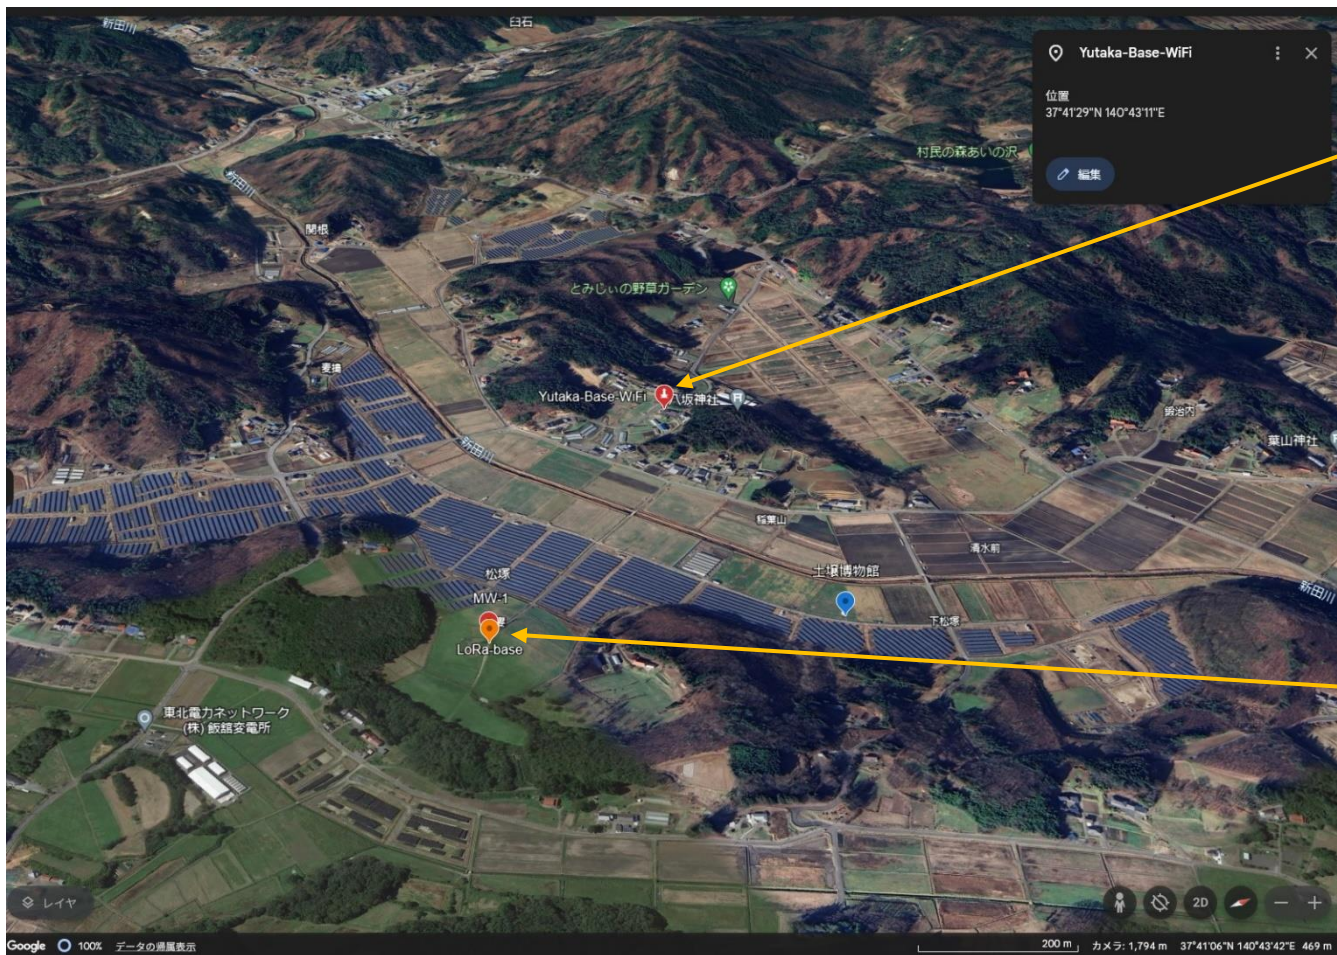 新田川
臼石
Yutaka-Base-WiFi
位置
37°41'29"N 140°43'11"E
編集
村民の森あいの沢
新田川
関根
とみじぃの野草ガーデン
麦搗
Yutaka-Base-WiFi
八坂神社
鍛治内
葉山神社
新田川
稲葉山
清水前
松塚
土壌博物館
MW-1
新田川
下松塚
LoRa-base
東北電力ネットワーク
(株) 飯舘変電所
レイヤ
2D
Google
100%
データの帰属表示
200 m
カメラ: 1,794 m
37°41'06"N 140°43'42"E
469 m